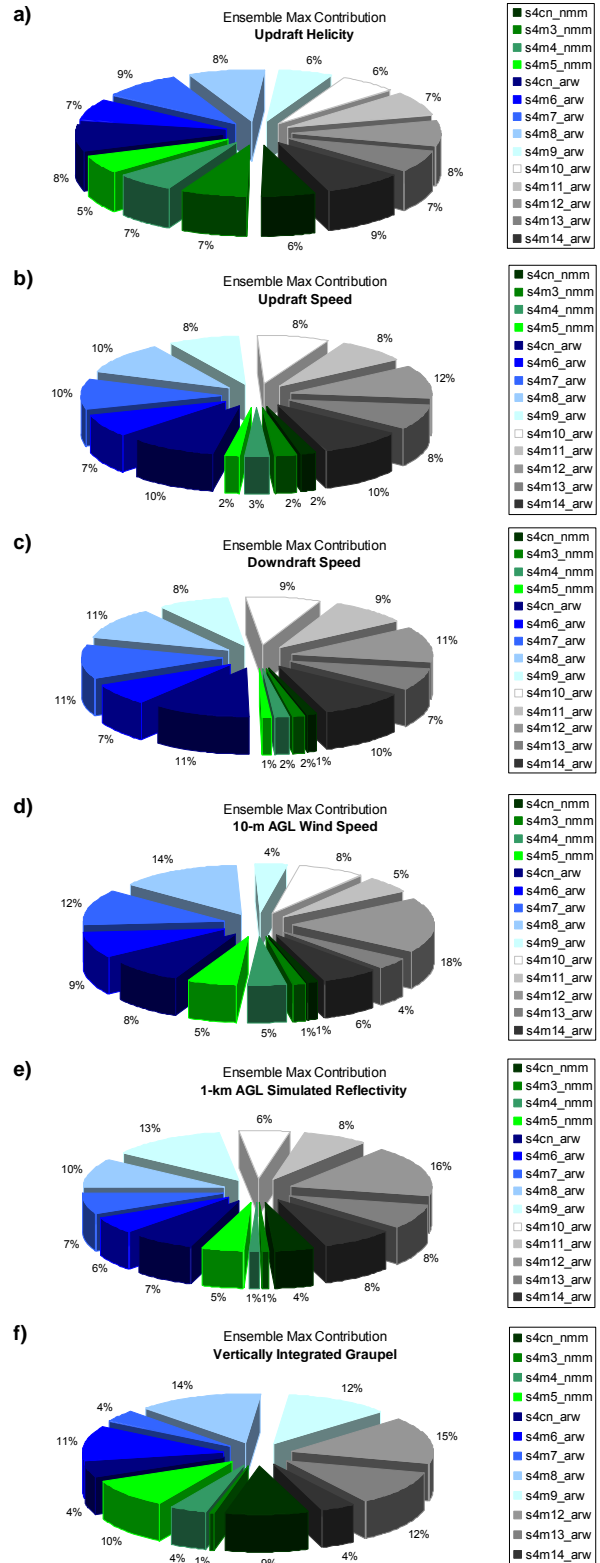 a)
Ensemble Max Contribution
Updraft Helicity
8%
6%
6%
9%
7%
7%
8%
8%
5%
7%
7%
7%
6%
9%
s4cn_nmm
s4m3_nmm
s4m4_nmm
s4m5_nmm
s4cn_arw
s4m6_arw
s4m7_arw
s4m8_arw
s4m9_arw
s4m10_arw
s4m11_arw
s4m12_arw
s4m13_arw
s4m14_arw
b)
Ensemble Max Contribution
Updraft Speed
8%
8%
8%
10%
12%
10%
8%
7%
10%
2%
3%
2%
2%
10%
s4cn_nmm
s4m3_nmm
s4m4_nmm
s4m5_nmm
s4cn_arw
s4m6_arw
s4m7_arw
s4m8_arw
s4m9_arw
s4m10_arw
s4m11_arw
s4m12_arw
s4m13_arw
s4m14_arw
c)
Ensemble Max Contribution
Downdraft Speed
8%
9%
9%
11%
11%
11%
7%
7%
11%
1%
2%
2%
1%
10%
s4cn_nmm
s4m3_nmm
s4m4_nmm
s4m5_nmm
s4cn_arw
s4m6_arw
s4m7_arw
s4m8_arw
s4m9_arw
s4m10_arw
s4m11_arw
s4m12_arw
s4m13_arw
s4m14_arw
d)
Ensemble Max Contribution
10-m AGL Wind Speed
14%
4%
8%
5%
12%
18%
9%
4%
8%
5%
5%
1%
1%
6%
s4cn_nmm
s4m3_nmm
s4m4_nmm
s4m5_nmm
s4cn_arw
s4m6_arw
s4m7_arw
s4m8_arw
s4m9_arw
s4m10_arw
s4m11_arw
s4m12_arw
s4m13_arw
s4m14_arw
e)
Ensemble Max Contribution
1-km AGL Simulated Reflectivity
13%
6%
8%
10%
16%
7%
8%
6%
7%
5%
1%
1%
4%
8%
s4cn_nmm
s4m3_nmm
s4m4_nmm
s4m5_nmm
s4cn_arw
s4m6_arw
s4m7_arw
s4m8_arw
s4m9_arw
s4m10_arw
s4m11_arw
s4m12_arw
s4m13_arw
s4m14_arw
f)
Ensemble Max Contribution
Vertically Integrated Graupel
14%
12%
4%
15%
11%
4%
12%
10%
4%
1%
4%
s4cn_nmm
s4m3_nmm
s4m4_nmm
s4m5_nmm
s4cn_arw
s4m6_arw
s4m7_arw
s4m8_arw
s4m9_arw
s4m12_arw
s4m13_arw
s4m14_arw